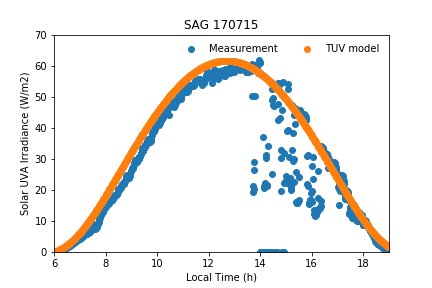 SAG 170715
Measurement TUV model
70
60
50
40
30
20
10
0
Solar UVA Irradiance (W/m2)
6 8 10 12 14 16 18
Local Time (h)